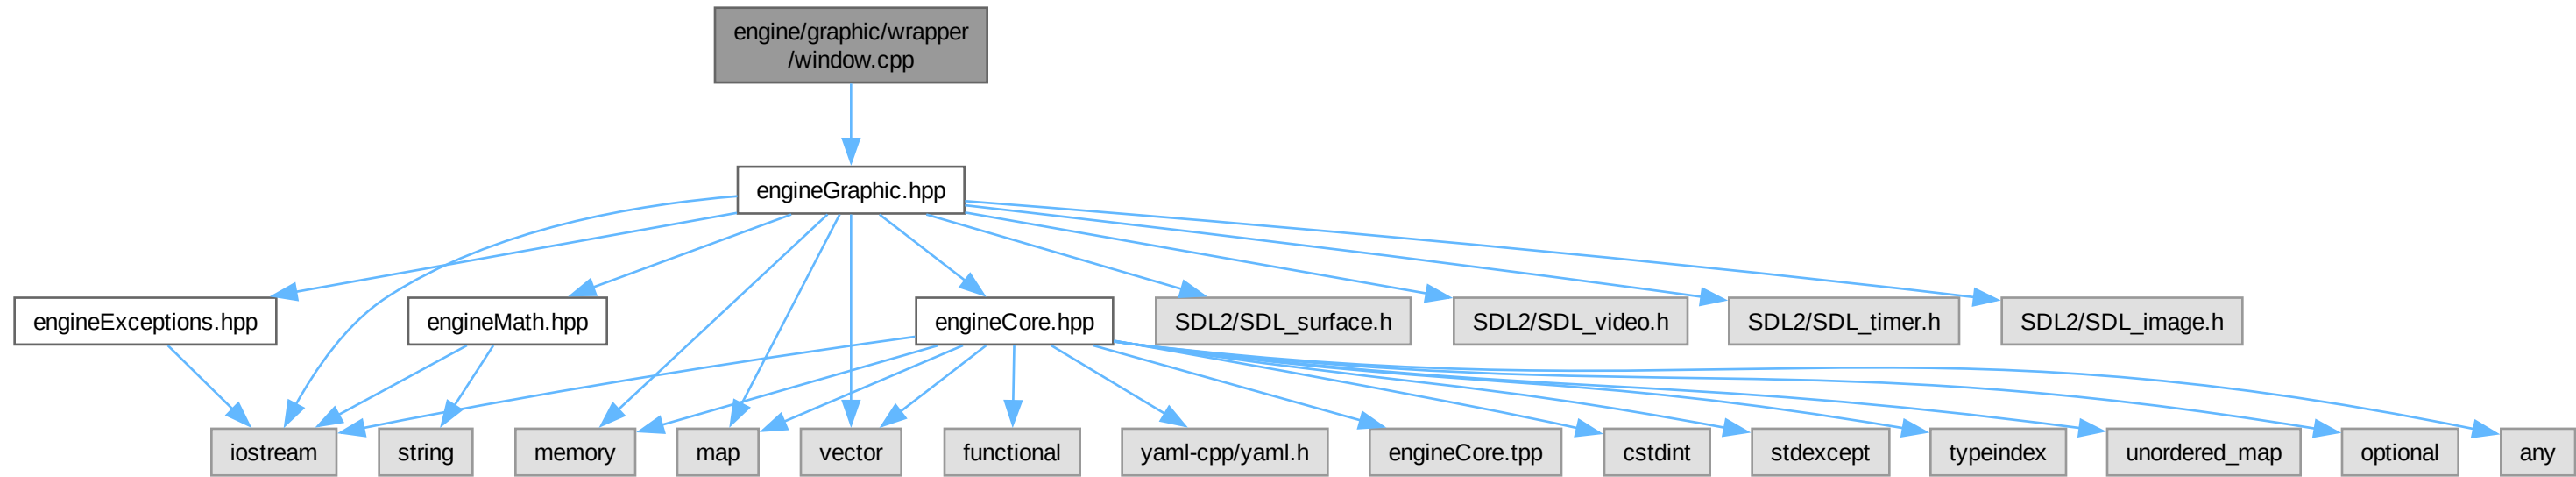 engine/graphic/wrapper
/window.cpp
engineGraphic.hpp
engineExceptions.hpp
engineMath.hpp
engineCore.hpp
SDL2/SDL_surface.h
SDL2/SDL_video.h
SDL2/SDL_timer.h
SDL2/SDL_image.h
iostream
string
memory
map
vector
functional
yaml-cpp/yaml.h
engineCore.tpp
cstdint
stdexcept
typeindex
unordered_map
optional
any